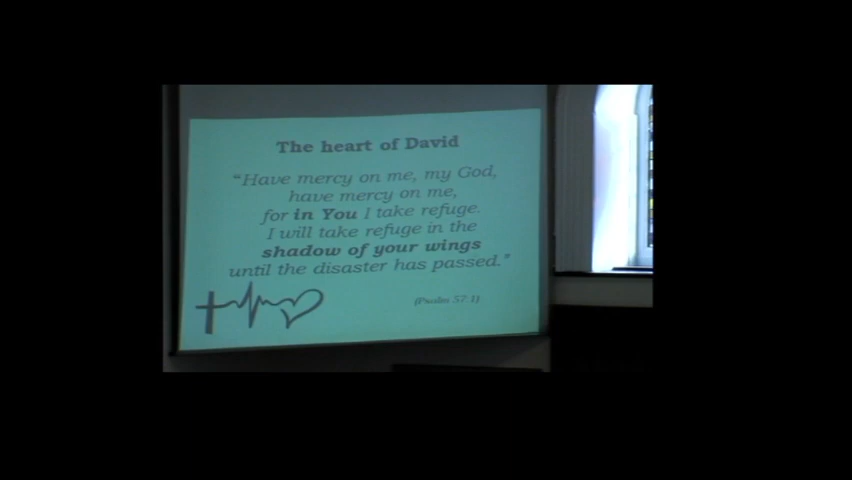 The heart of David
“Have mercy on me, my God,
have mercy on me,
for in You I take refuge.
I will take refuge in the
shadow of your wings
until the disaster has passed.”
(Psalm 57:1)